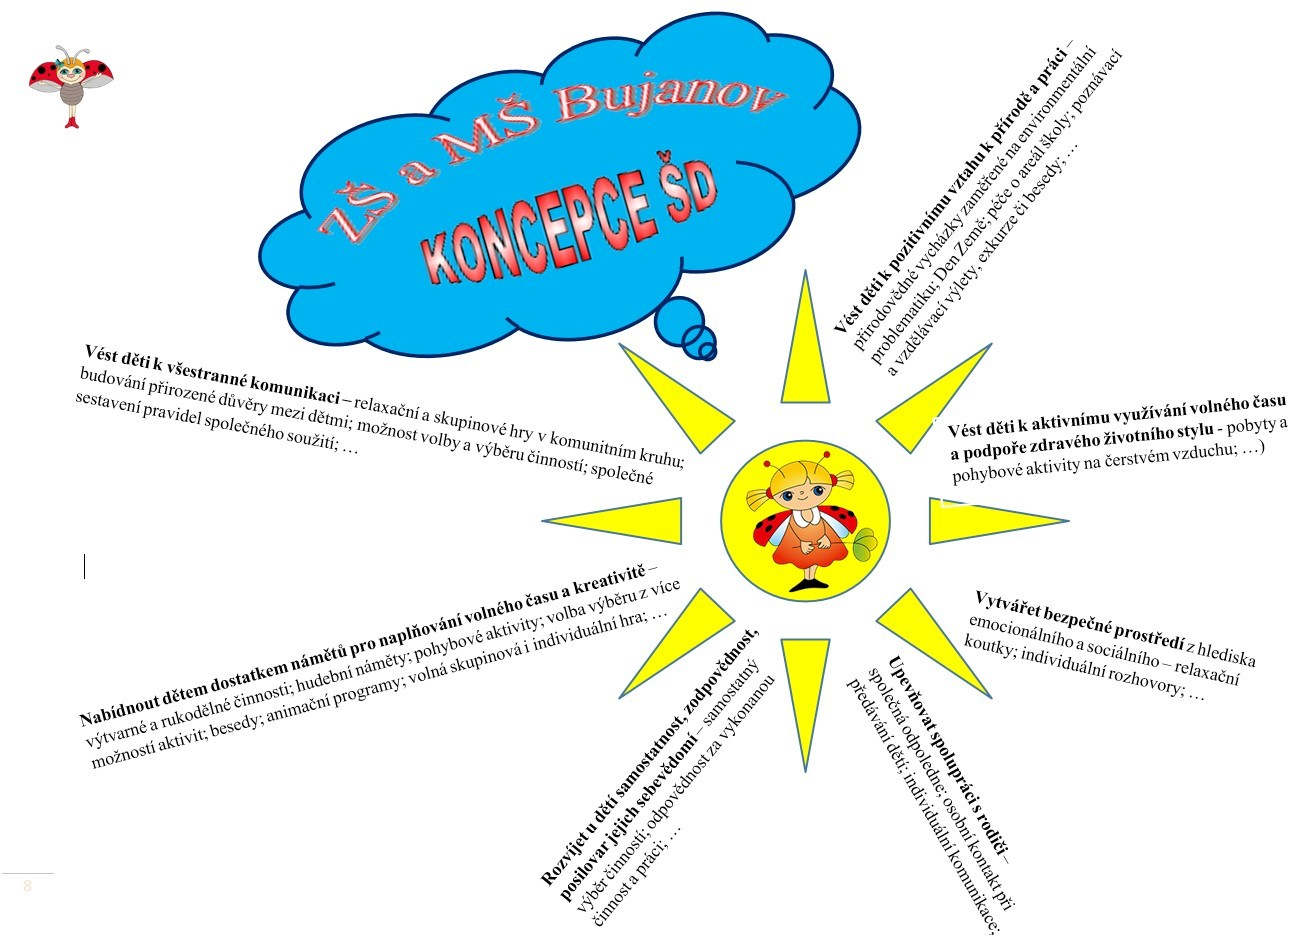 ZŠ a MŠ Bujanov
KONCEPCE ŠD
Vést děti k pozitivnímu vztahu k přírodě a práci –
přírodovědné vycházky zaměřené na environmentální
problematiku; Den Země; péče o areál školy; poznávací
a vzdělávací výlety, exkurze či besedy; …
Vést děti k všestranné komunikaci – relaxační a skupinové hry v komunitním kruhu;
budování přirozené důvěry mezi dětmi; možnost volby a výběru činností; společné
sestavení pravidel společného soužití; …
Vést děti k aktivnímu využívání volného času
a podpoře zdravého životního stylu - pobyty a
pohybové aktivity na čerstvém vzduchu; …)
Nabídnout dětem dostatkem námětů pro naplňování volného času a kreativitě –
výtvarné a rukodělné činnosti; hudební náměty; pohybové aktivity; volba výběru z více
možností aktivit; besedy; animační programy; volná skupinová i individuální hra; …
Vytvářet bezpečné prostředí z hlediska
emocionálního a sociálního – relaxační
koutky; individuální rozhovory; …
Rozvíjet u dětí samostatnost, zodpovědnost,
posilovar jejich sebevědomí – samostatný
výběr činností; odpovědnost za vykonanou
činnost a práci; …
Upevňovat spolupráci s rodiči –
společná odpoledne; osobní kontakt při
předávání dětí; individuální komunikace;
8